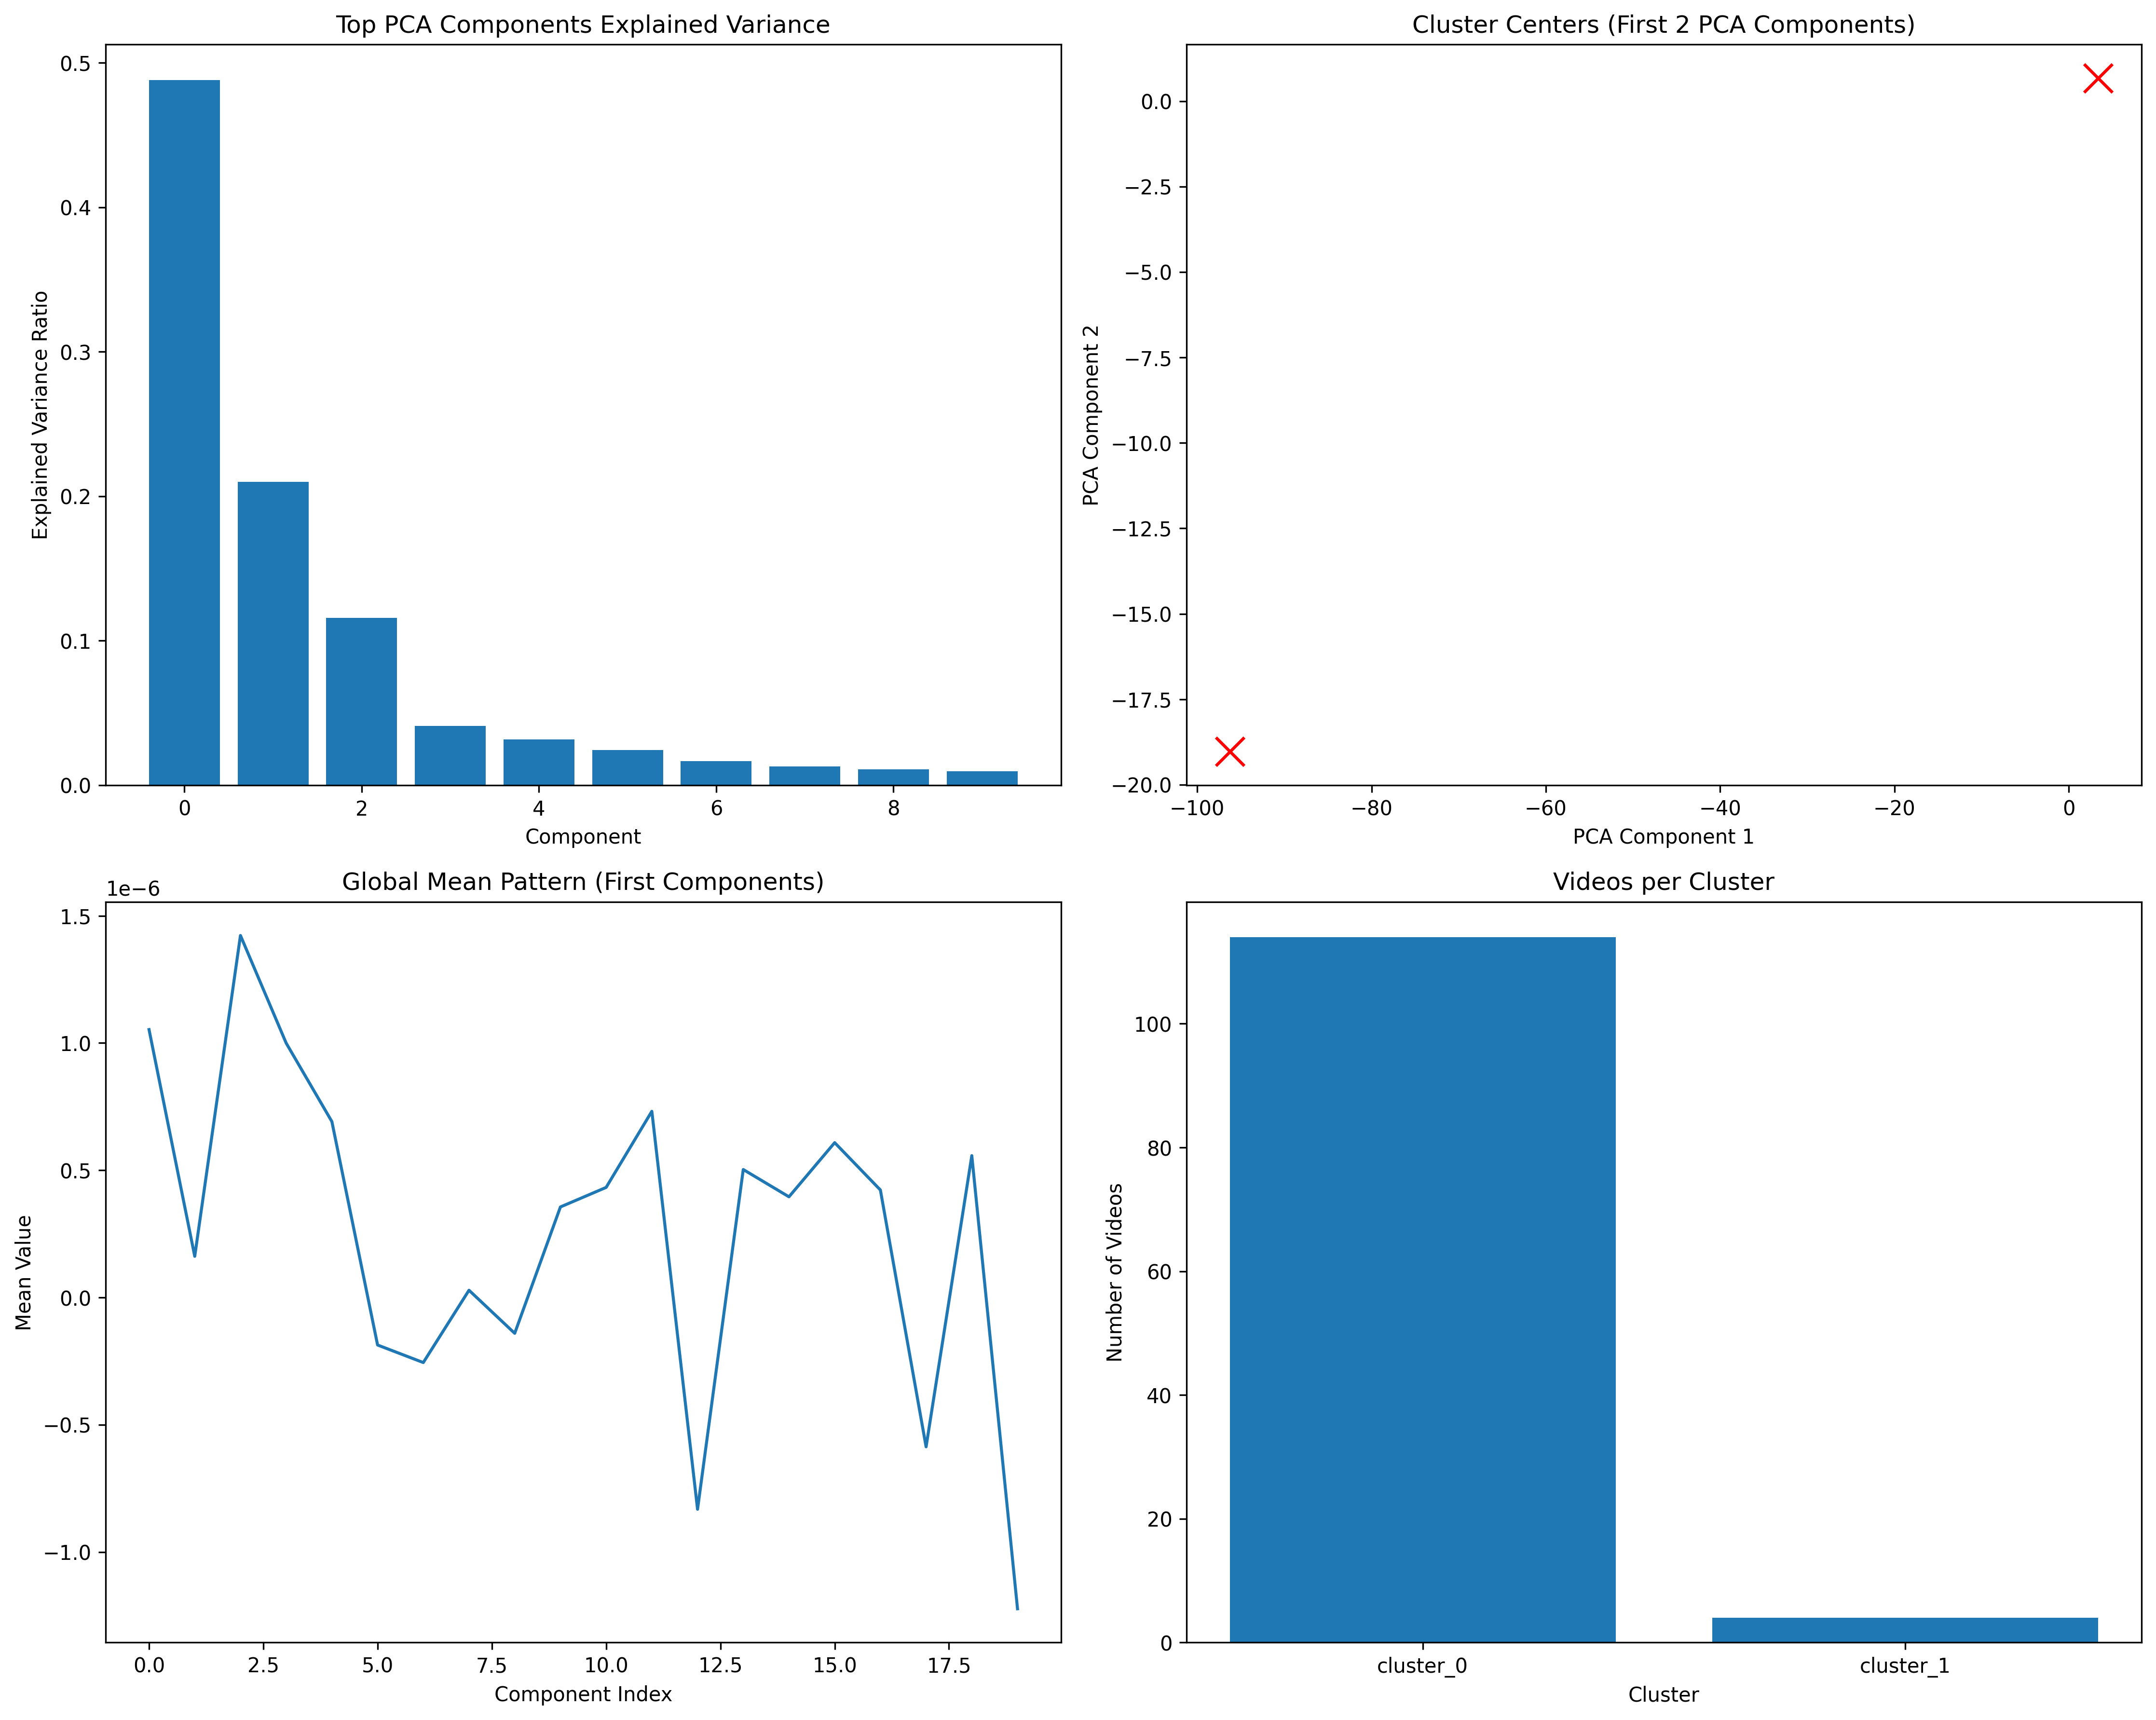 Top PCA Components Explained Variance
0.5
0.4
0.3
0.2
0.1
0.0
Explained Variance Ratio
0 2 4 6 8
Component
Cluster Centers (First 2 PCA Components)
0.0
−2.5
−5.0
−7.5
−10.0
−12.5
−15.0
−17.5
−20.0
PCA Component 2
−100 −80 −60 −40 −20 0
PCA Component 1
Global Mean Pattern (First Components)
1e−6
1.5
1.0
0.5
0.0
−0.5
−1.0
Mean Value
0.0 2.5 5.0 7.5 10.0 12.5 15.0 17.5
Component Index
Videos per Cluster
100
80
60
40
20
0
Number of Videos
cluster_0 cluster_1
Cluster